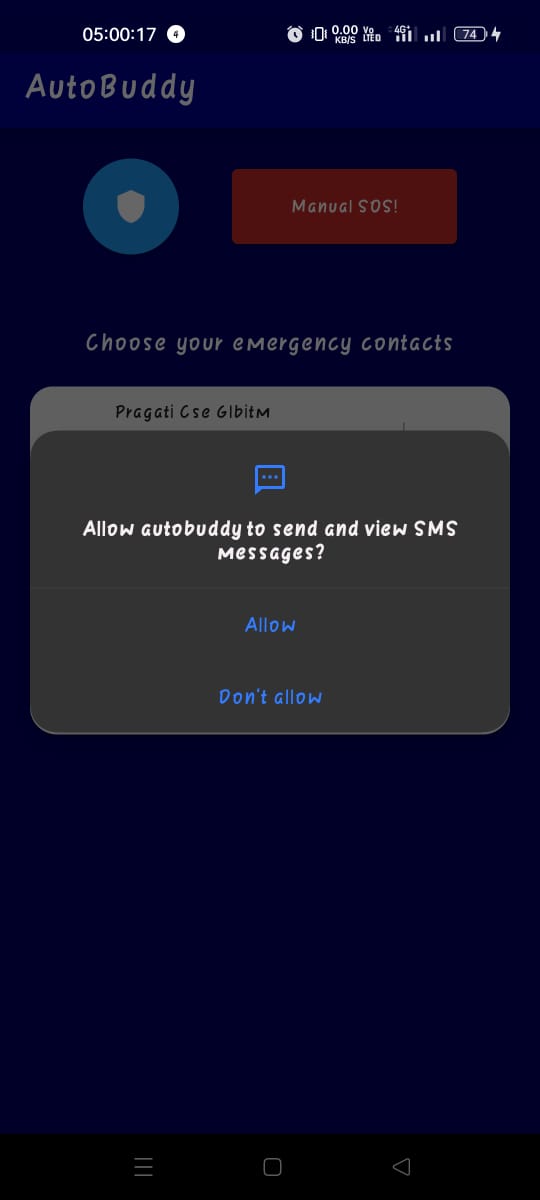 05:00:17
0.00 KB/S Vo LTE 4G+ 74
AutoBuddy
Manual SOS!
Choose your emergency contacts
Pragati Cse GlbitM
Allow autobuddy to send and view SMS
messages?
Allow
Don't allow